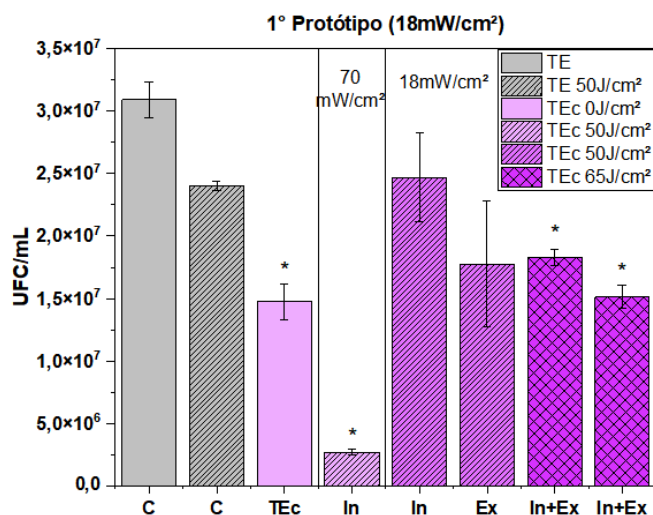 1° Protótipo (18mW/cm²)
UFC/mL
3,5×10⁷
3,0×10⁷
2,5×10⁷
2,0×10⁷
1,5×10⁷
1,0×10⁷
5,0×10⁶
0,0
70
mW/cm²
18mW/cm²
TE
TE 50J/cm²
TEc 0J/cm²
TEc 50J/cm²
TEc 50J/cm²
TEc 65J/cm²
* * * *
C C TEc In In Ex In+Ex In+Ex